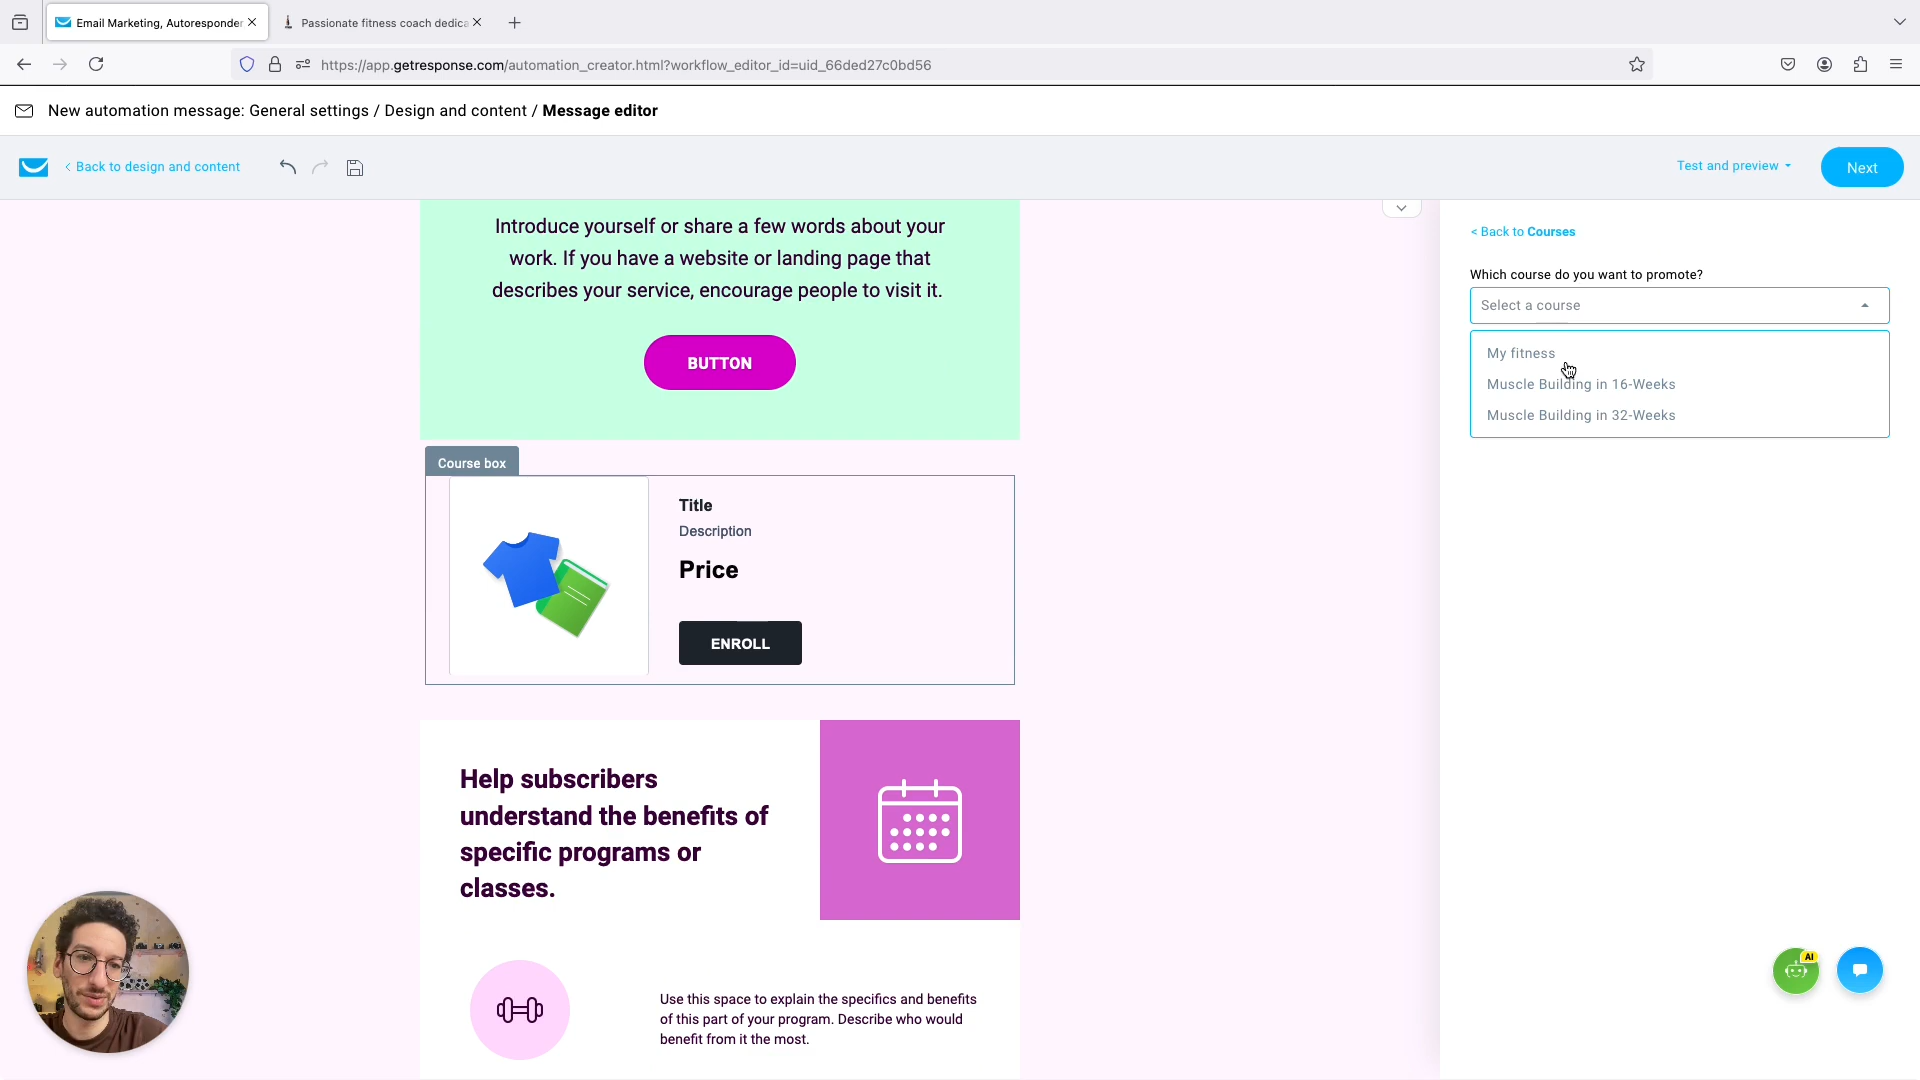 Email Marketing, Autoresponder
Passionate fitness coach dedica
https://app.getresponse.com/automation_creator.html?workflow_editor_id=uid_66ded27c0bd56
New automation message: General settings / Design and content / Message editor
< Back to design and content
Test and preview
Next
Introduce yourself or share a few words about your
work. If you have a website or landing page that
describes your service, encourage people to visit it.
BUTTON
Course box
Title
Description
Price
ENROLL
Help subscribers
understand the benefits of
specific programs or
classes.
Use this space to explain the specifics and benefits
of this part of your program. Describe who would
benefit from it the most.
< Back to Courses
Which course do you want to promote?
Select a course
My fitness
Muscle Building in 16-Weeks
Muscle Building in 32-Weeks
AI